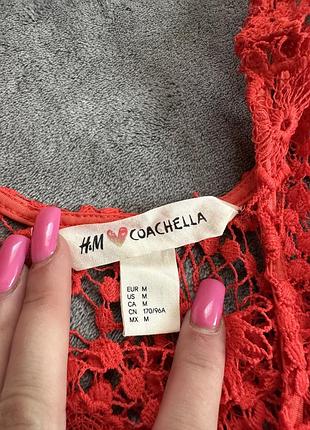 H&M COACHELLA
EUR M
US M
CA M
CN 170/96A
MX M